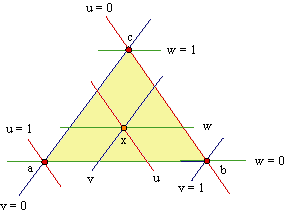 u = 0
c
w = 1
u = 1
w
x
a
b
w = 0
v
u
v = 1
v = 0